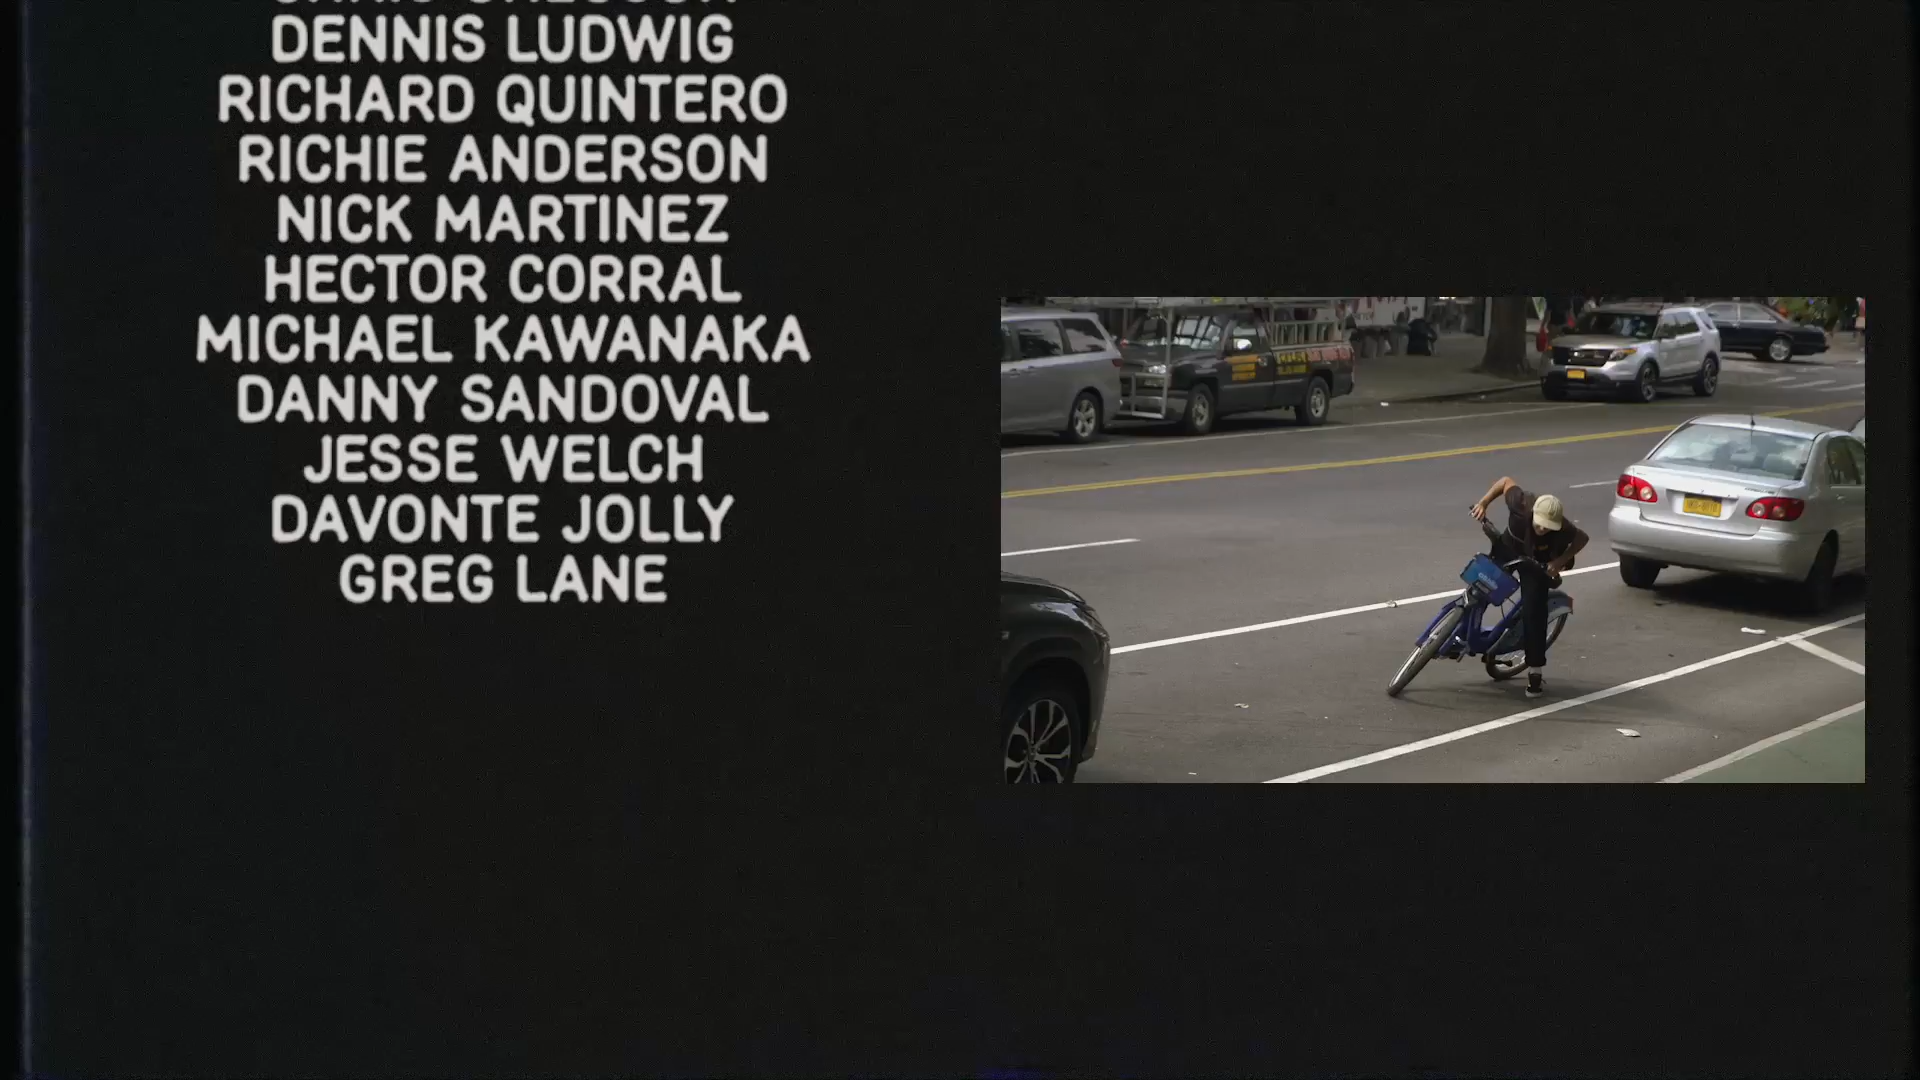 DENNIS LUDWIG
RICHARD QUINTERO
RICHIE ANDERSON
NICK MARTINEZ
HECTOR CORRAL
MICHAEL KAWANAKA
DANNY SANDOVAL
JESSE WELCH
DAVONTE JOLLY
GREG LANE